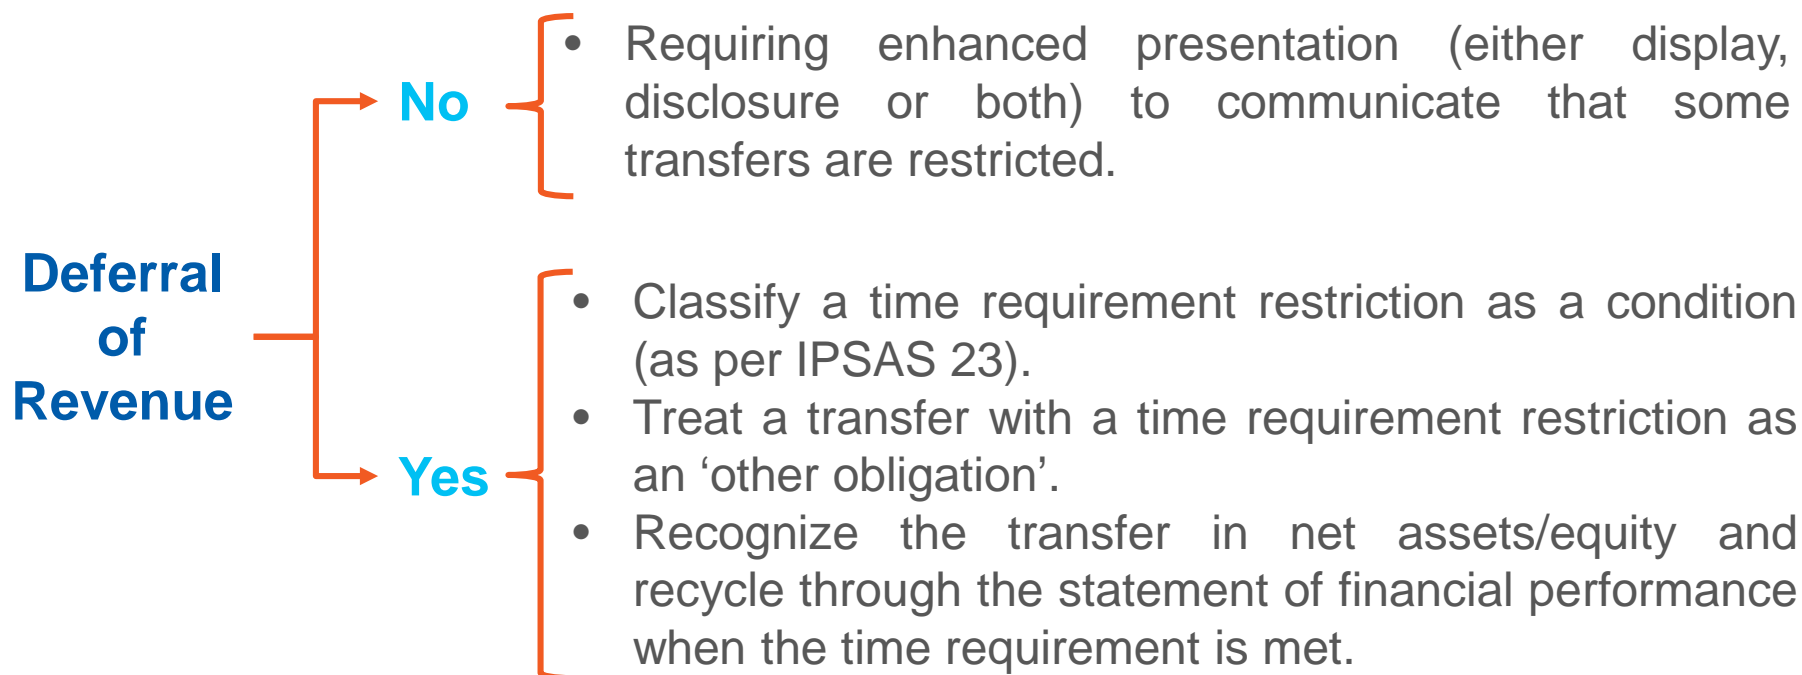 Deferral
of
Revenue
No
• Requiring enhanced presentation (either display,
disclosure or both) to communicate that some
transfers are restricted.
Yes
• Classify a time requirement restriction as a condition
(as per IPSAS 23).
• Treat a transfer with a time requirement restriction as
an ‘other obligation’.
• Recognize the transfer in net assets/equity and
recycle through the statement of financial performance
when the time requirement is met.